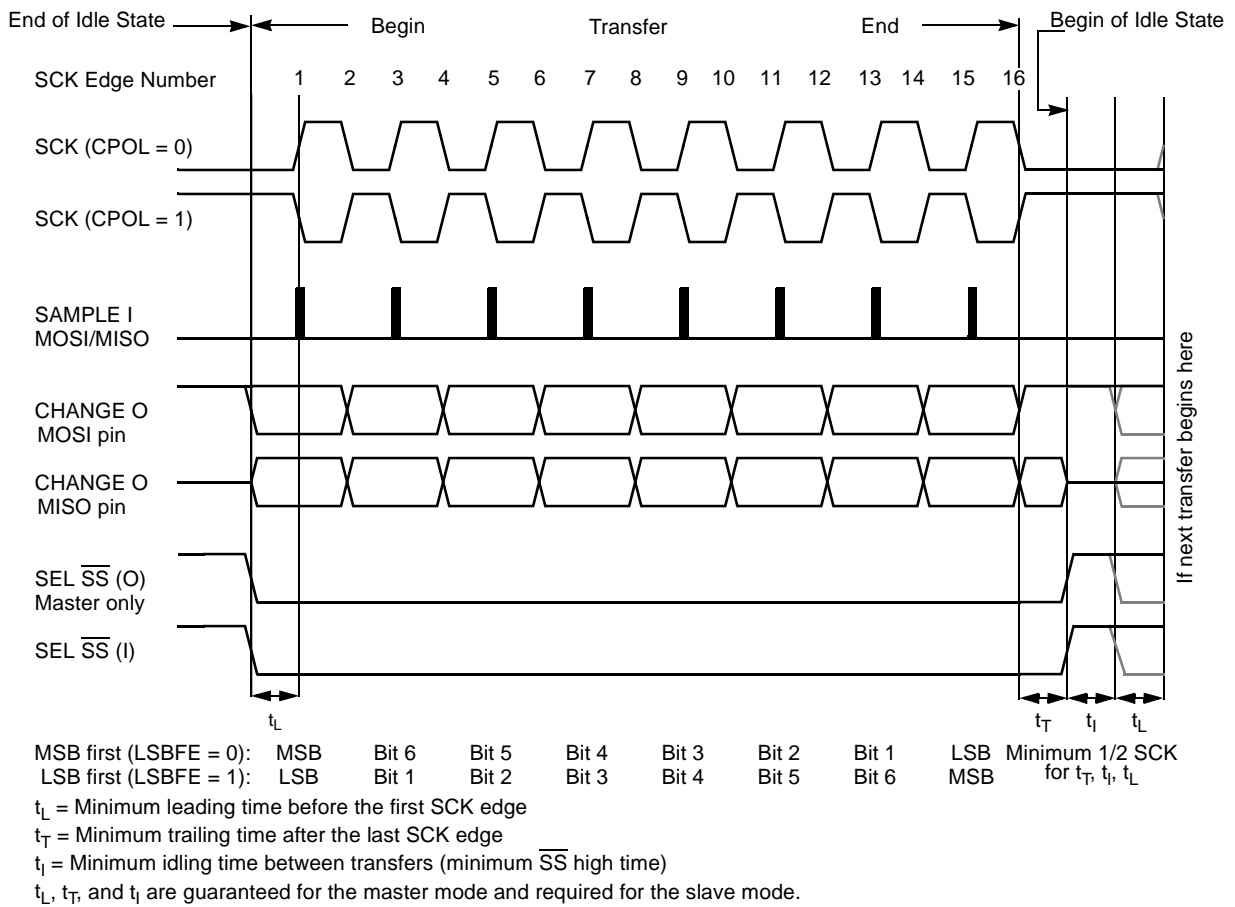 End of Idle State Begin Transfer End Begin of Idle State
SCK Edge Number 1 2 3 4 5 6 7 8 9 10 11 12 13 14 15 16
SCK (CPOL = 0)
SCK (CPOL = 1)
SAMPLE I
MOSI/MISO
CHANGE O
MOSI pin
CHANGE O
MISO pin
SEL SS (O)
Master only
SEL SS (I)
If next transfer begins here
tL tT tI tL
MSB first (LSBFE = 0): MSB Bit 6 Bit 5 Bit 4 Bit 3 Bit 2 Bit 1 LSB Minimum 1/2 SCK
LSB first (LSBFE = 1): LSB Bit 1 Bit 2 Bit 3 Bit 4 Bit 5 Bit 6 MSB for tT, tI, tL
tL = Minimum leading time before the first SCK edge
tT = Minimum trailing time after the last SCK edge
tI = Minimum idling time between transfers (minimum SS high time)
tL, tT, and tI are guaranteed for the master mode and required for the slave mode.